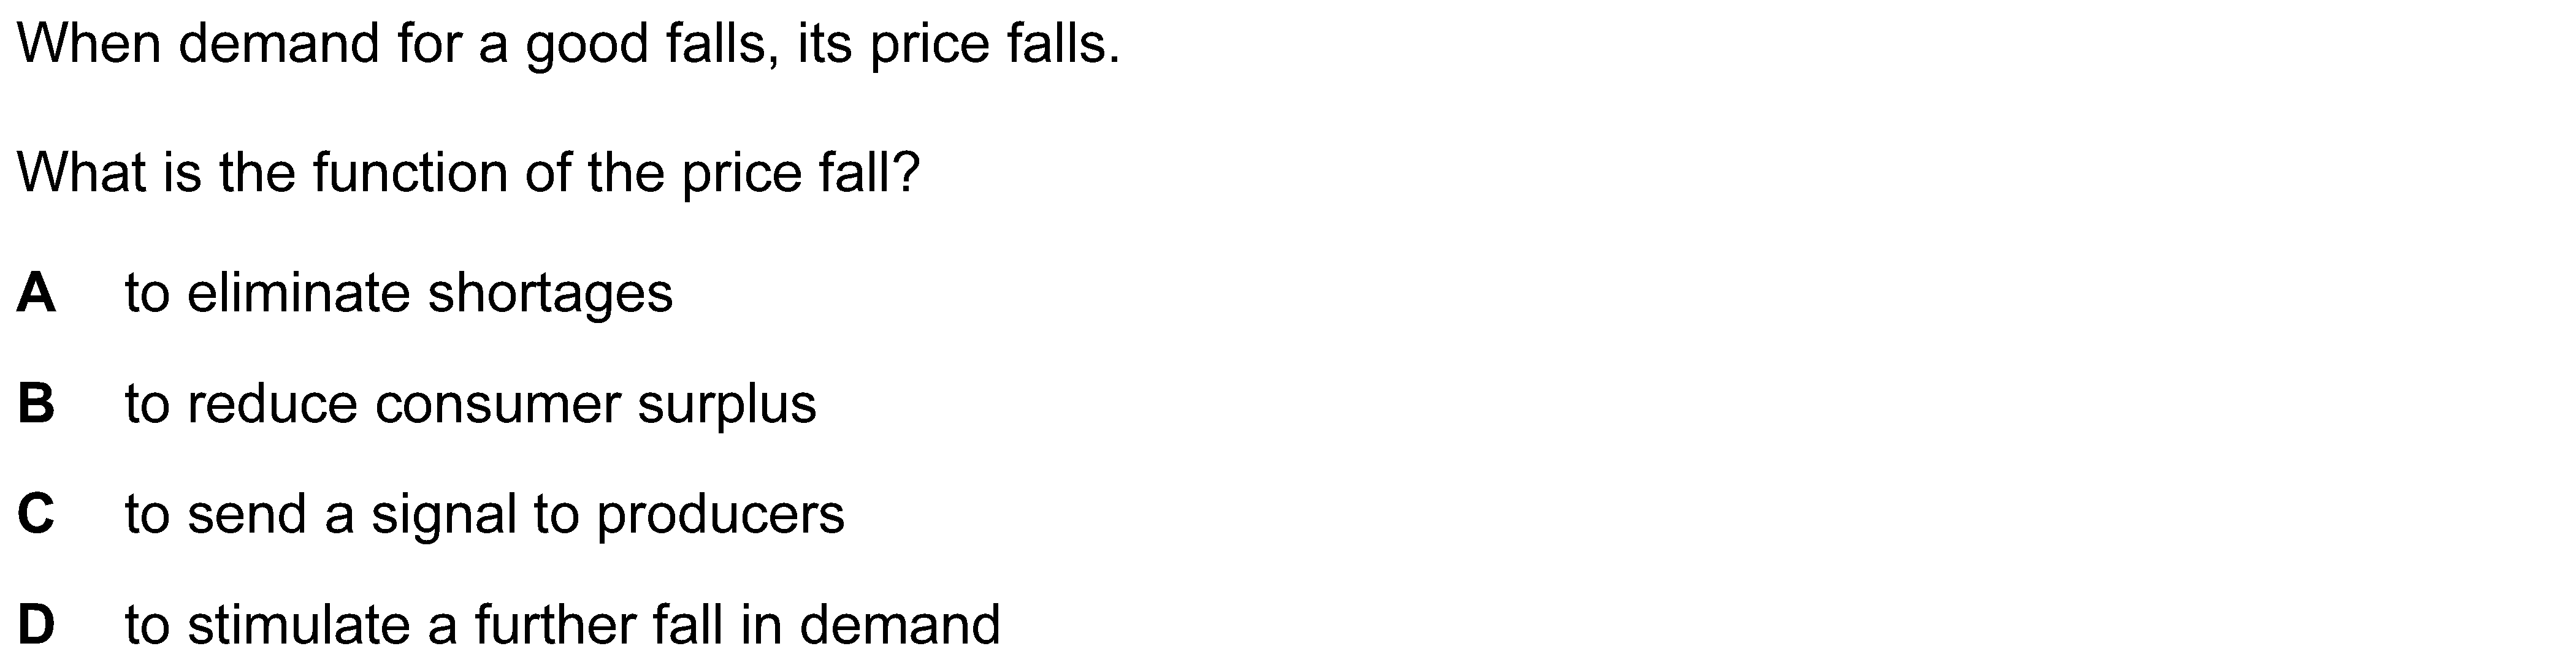 When demand for a good falls, its price falls.
What is the function of the price fall?
A to eliminate shortages
B to reduce consumer surplus
C to send a signal to producers
D to stimulate a further fall in demand